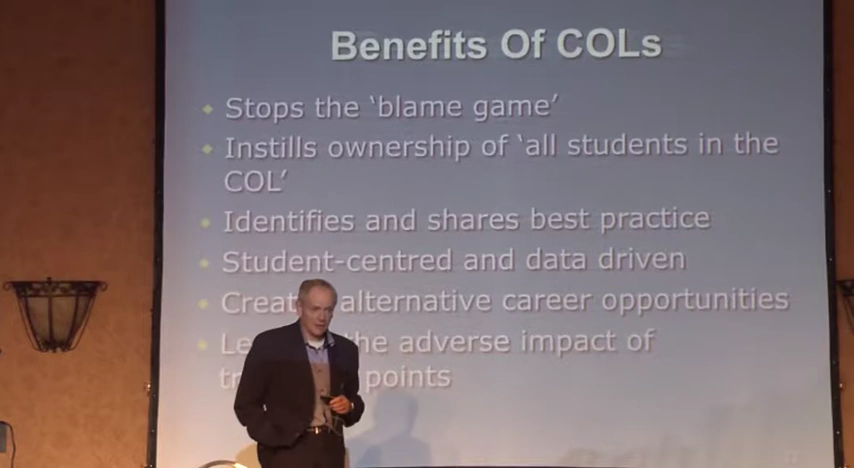 Benefits Of COLs
Stops the ‘blame game’
Instills ownership of ‘all students in the
COL’
Identifies and shares best practice
Student-centred and data driven
alternative career opportunities
adverse impact of
points